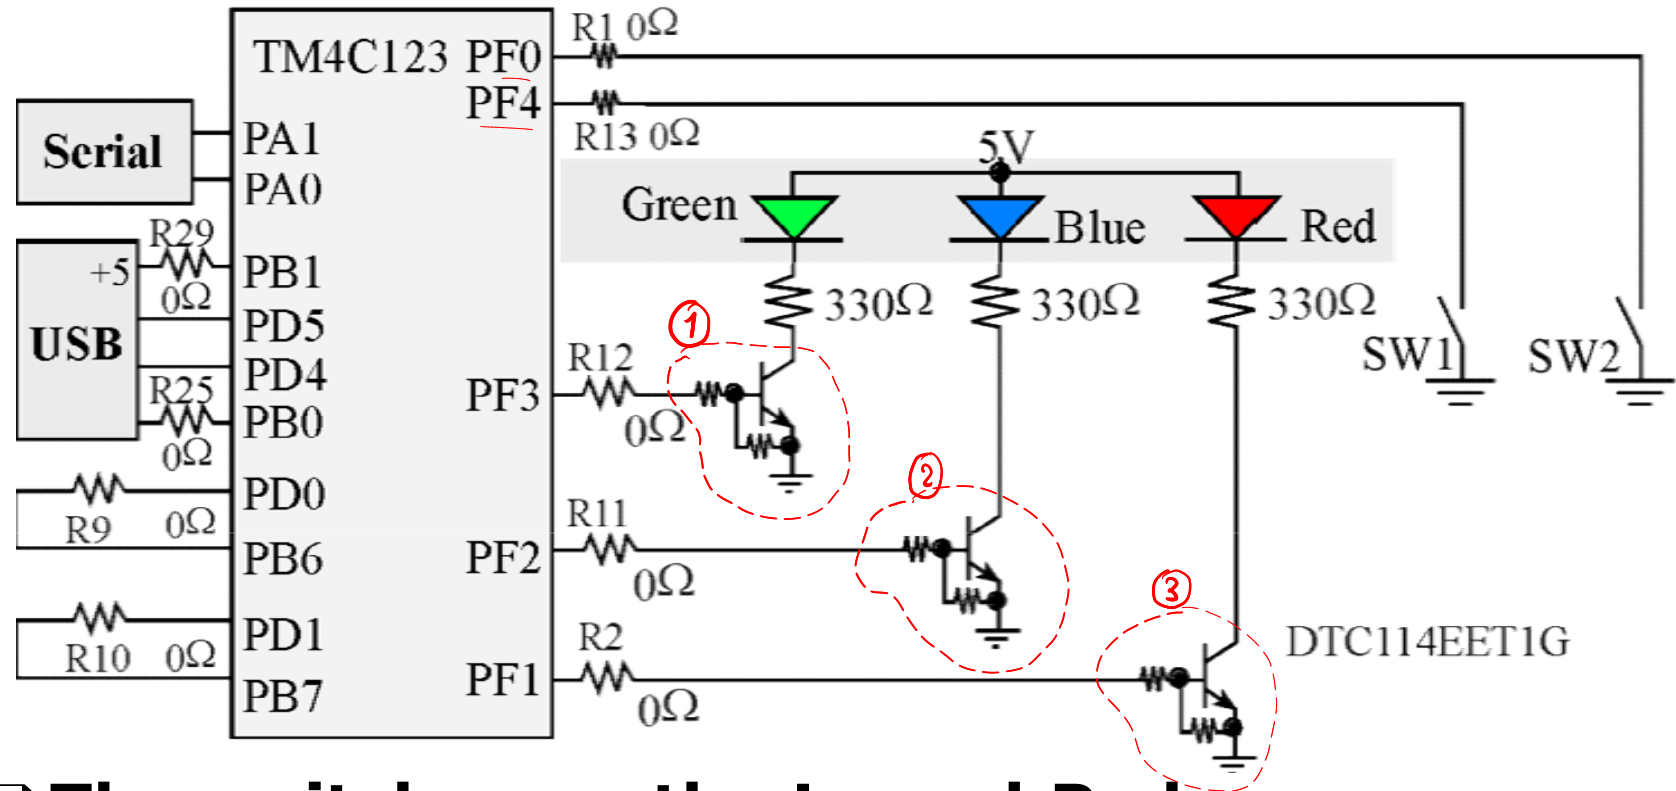 R1 0Ω
TM4C123 PF0
PF4
R13 0Ω
Serial
PA1
PA0
5V
Green
Blue
Red
R29
+5
0Ω
PB1
USB
PD5
PD4
R25
PB0
0Ω
330Ω
330Ω
330Ω
SW1
SW2
1
R12
PF3
0Ω
2
PD0
R9
0Ω
PB6
R11
PF2
0Ω
3
PD1
R10
0Ω
PB7
R2
PF1
0Ω
DTC114EET1G